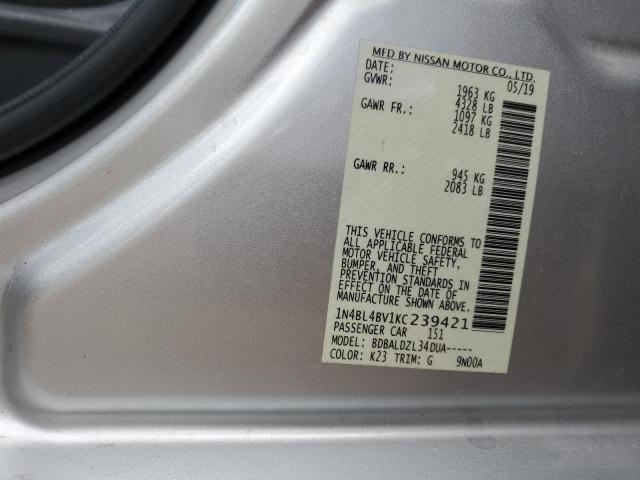 MFD BY NISSAN MOTOR CO., LTD.
DATE: 05/19
GVWR: 1963 KG
4328 LB
GAWR FR.: 1097 KG
2418 LB
GAWR RR.: 945 KG
2083 LB
THIS VEHICLE CONFORMS TO
ALL APPLICABLE FEDERAL
MOTOR VEHICLE SAFETY,
BUMPER, AND THEFT
PREVENTION STANDARDS IN
EFFECT ON THE DATE OF
MANUFACTURE SHOWN ABOVE.
1N4BL4BV1KC239421
PASSENGER CAR 151
MODEL: BDBALDZL34DUA-----
COLOR: K23 TRIM: G 9N00A